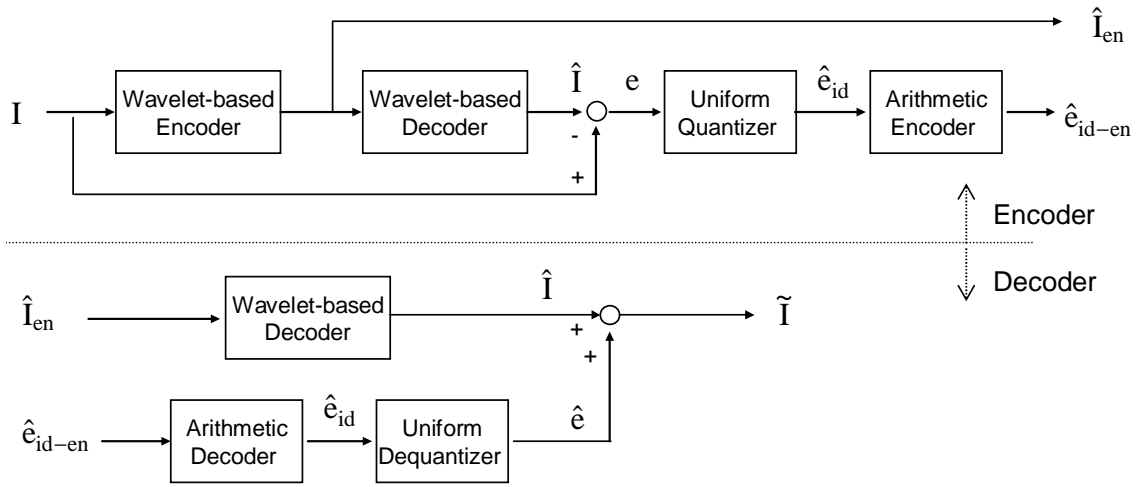 Î_en
I
Wavelet-based
Encoder
Wavelet-based
Decoder
Î
-
+
e
Uniform
Quantizer
ê_id
Arithmetic
Encoder
ê_id–en
Encoder
Decoder
Î_en
Wavelet-based
Decoder
Î
+
+
Ĩ
ê_id–en
Arithmetic
Decoder
ê_id
Uniform
Dequantizer
ê